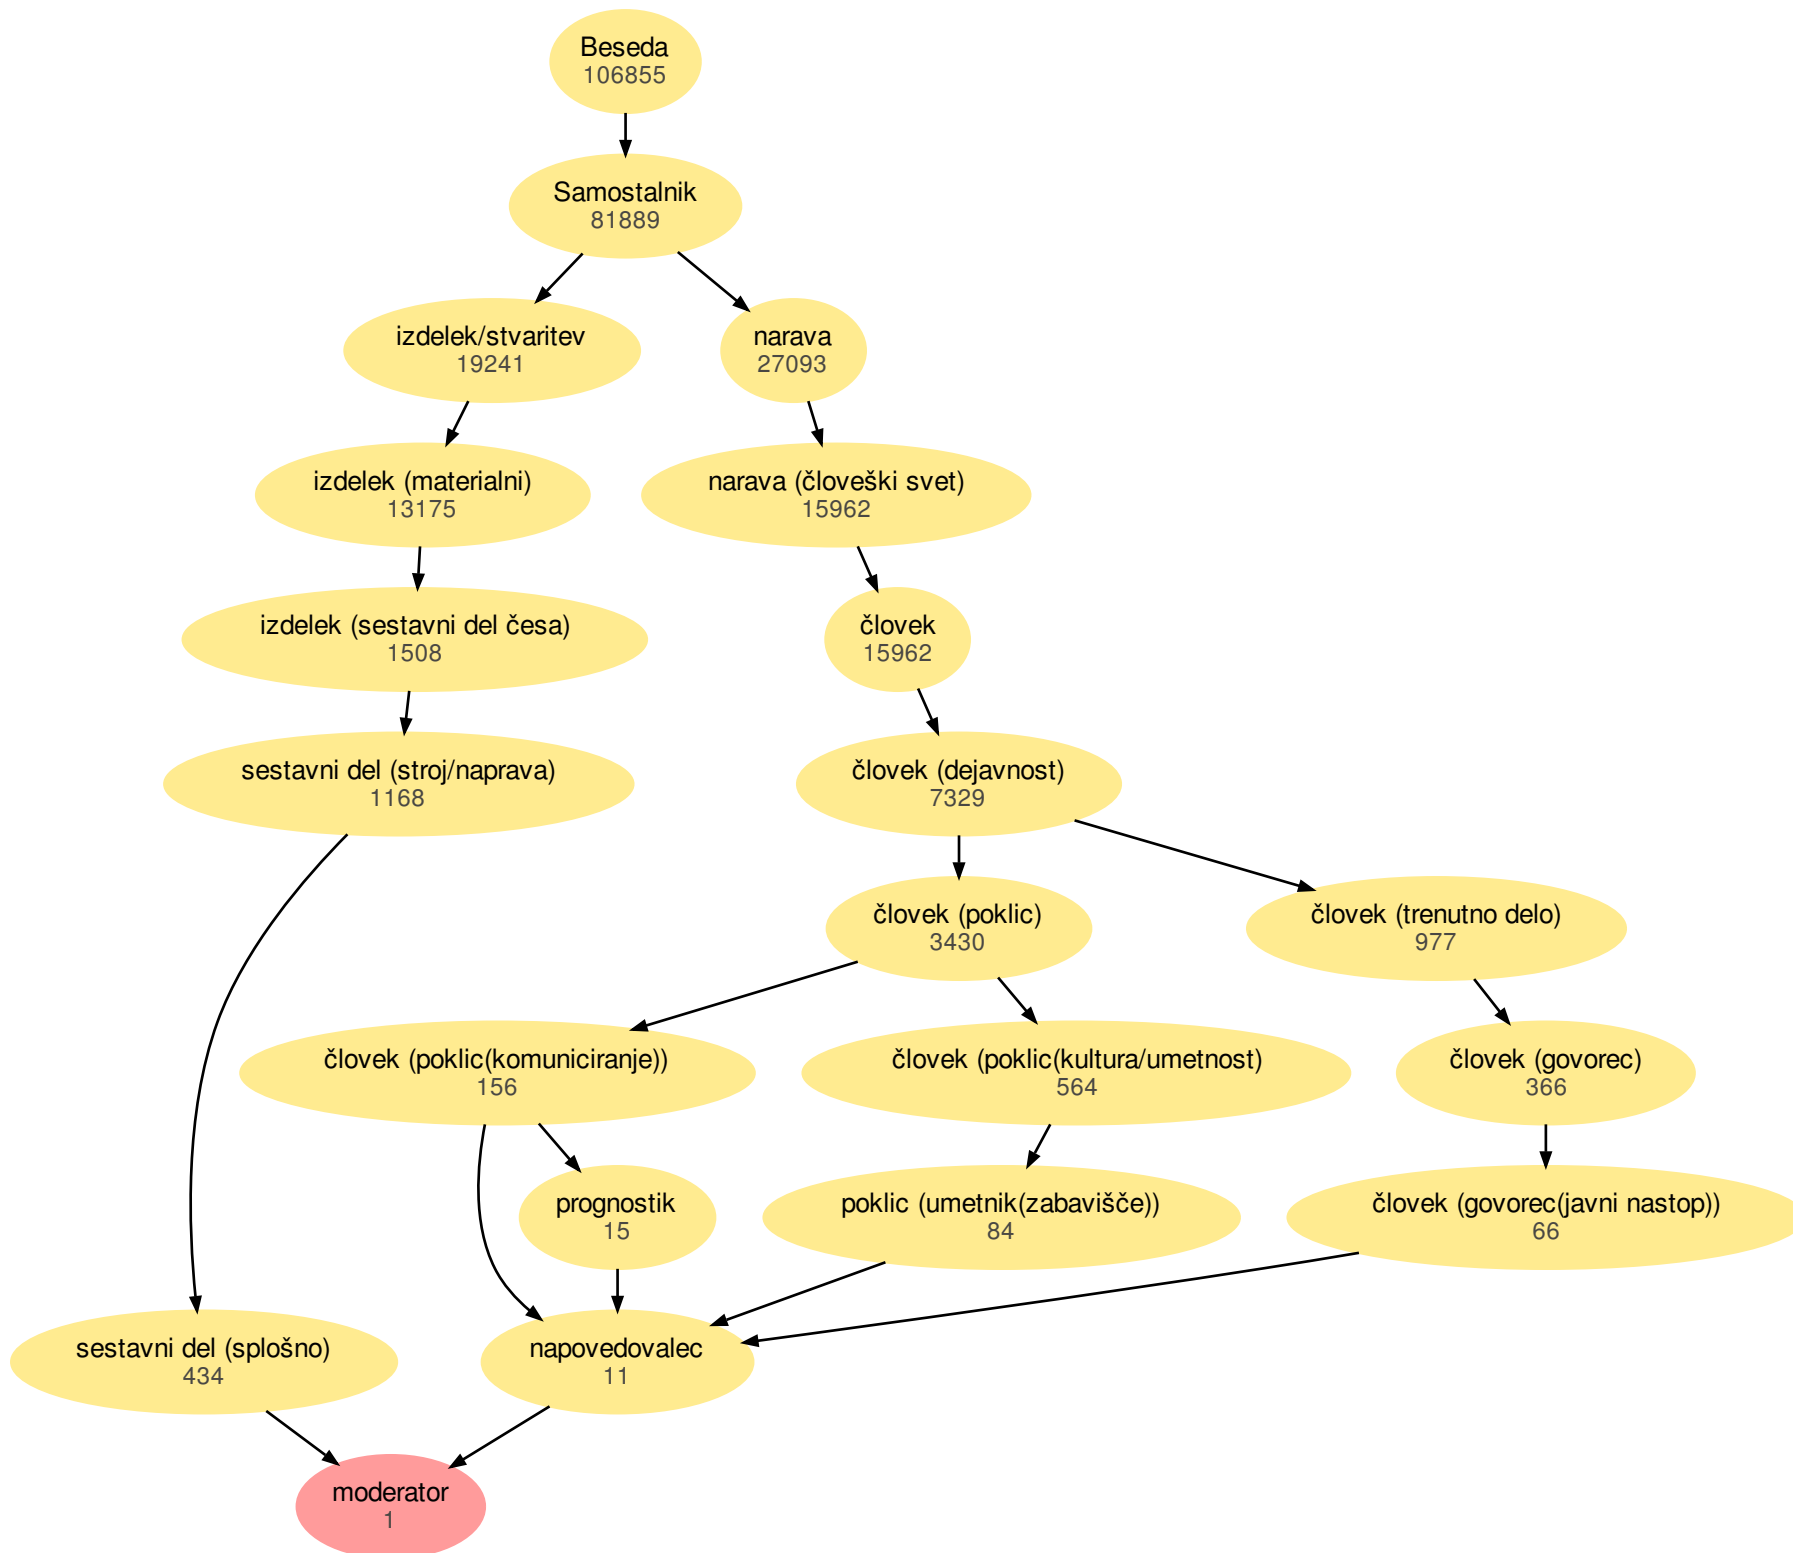 Beseda
106855
Samostalnik
81889
izdelek/stvaritev
19241
narava
27093
izdelek (materialni)
13175
narava (človeški svet)
15962
izdelek (sestavni del česa)
1508
človek
15962
sestavni del (stroj/naprava)
1168
človek (dejavnost)
7329
človek (poklic)
3430
človek (trenutno delo)
977
človek (poklic(komuniciranje))
156
človek (poklic(kultura/umetnost)
564
človek (govorec)
366
prognostik
15
poklic (umetnik(zabavišče))
84
človek (govorec(javni nastop))
66
sestavni del (splošno)
434
napovedovalec
11
moderator
1